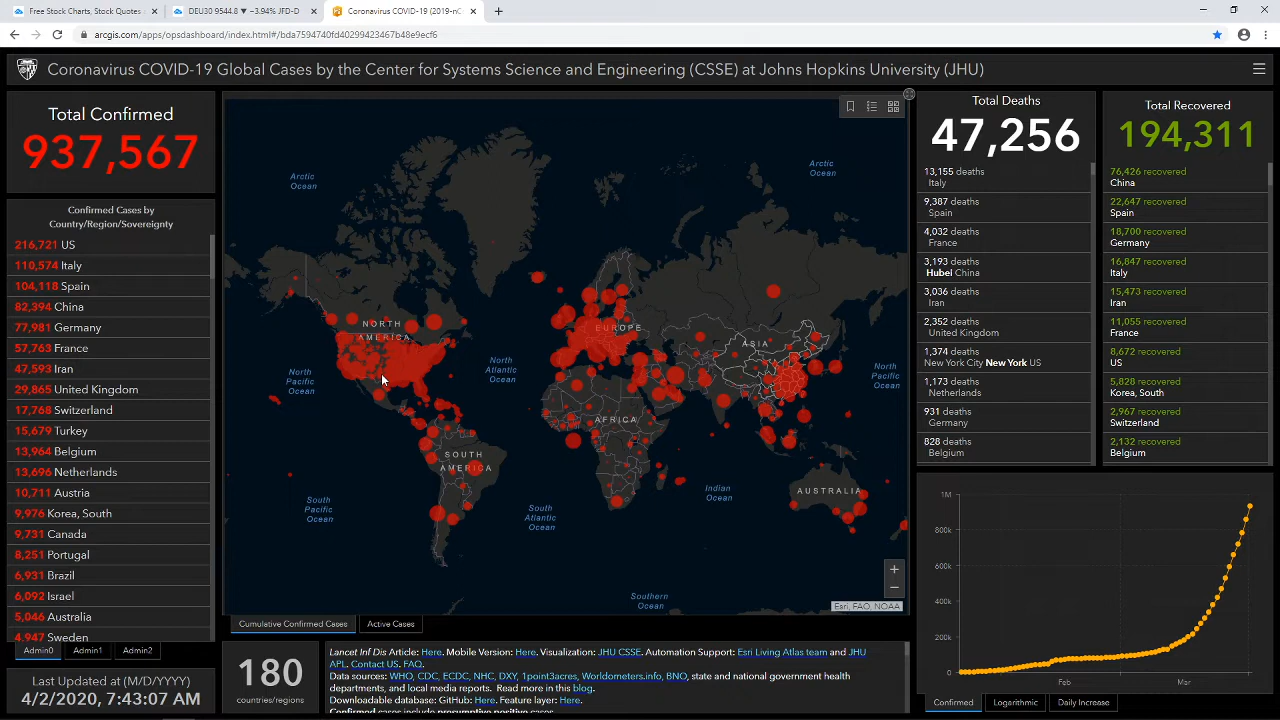 Free Stock Charts, Stock Quotes
DEU30 9544.8 ▼ −3.94% JFD-D
Coronavirus COVID-19 (2019-nC
arcgis.com/apps/opsdashboard/index.html#/bda7594740fd40299423467b48e9ecf6
Coronavirus COVID-19 Global Cases by the Center for Systems Science and Engineering (CSSE) at Johns Hopkins University (JHU)
Total Confirmed
937,567
Confirmed Cases by
Country/Region/Sovereignty
216,721 US
110,574 Italy
104,118 Spain
82,394 China
77,981 Germany
57,763 France
47,593 Iran
29,865 United Kingdom
17,768 Switzerland
15,679 Turkey
13,964 Belgium
13,696 Netherlands
10,711 Austria
9,976 Korea, South
9,731 Canada
8,251 Portugal
6,931 Brazil
6,092 Israel
5,046 Australia
4,947 Sweden
Admin0
Admin1
Admin2
Last Updated at (M/D/YYYY)
4/2/2020, 7:43:07 AM
Arctic
Ocean
Arctic
Ocean
NORTH
AMERICA
EUROPE
ASIA
North
Pacific
Ocean
North
Atlantic
Ocean
North
Pacific
Ocean
AFRICA
SOUTH
AMERICA
Indian
Ocean
AUSTRALIA
South
Pacific
Ocean
South
Atlantic
Ocean
Southern
Ocean
+
−
Esri, FAO, NOAA
Cumulative Confirmed Cases
Active Cases
180
countries/regions
Lancet Inf Dis Article: Here. Mobile Version: Here. Visualization: JHU CSSE. Automation Support: Esri Living Atlas team and JHU
APL. Contact US. FAQ.
Data sources: WHO, CDC, ECDC, NHC, DXY, 1point3acres, Worldometers.info, BNO, state and national government health
departments, and local media reports. Read more in this blog.
Downloadable database: GitHub: Here. Feature layer: Here.
Confirmed cases include presumptive positive cases.
Total Deaths
47,256
13,155 deaths
Italy
9,387 deaths
Spain
4,032 deaths
France
3,193 deaths
Hubei China
3,036 deaths
Iran
2,352 deaths
United Kingdom
1,374 deaths
New York City New York US
1,173 deaths
Netherlands
931 deaths
Germany
828 deaths
Belgium
Total Recovered
194,311
76,426 recovered
China
22,647 recovered
Spain
18,700 recovered
Germany
16,847 recovered
Italy
15,473 recovered
Iran
11,055 recovered
France
8,672 recovered
US
5,828 recovered
Korea, South
2,967 recovered
Switzerland
2,132 recovered
Belgium
1M
800k
600k
400k
200k
0
Feb
Mar
Confirmed
Logarithmic
Daily Increase